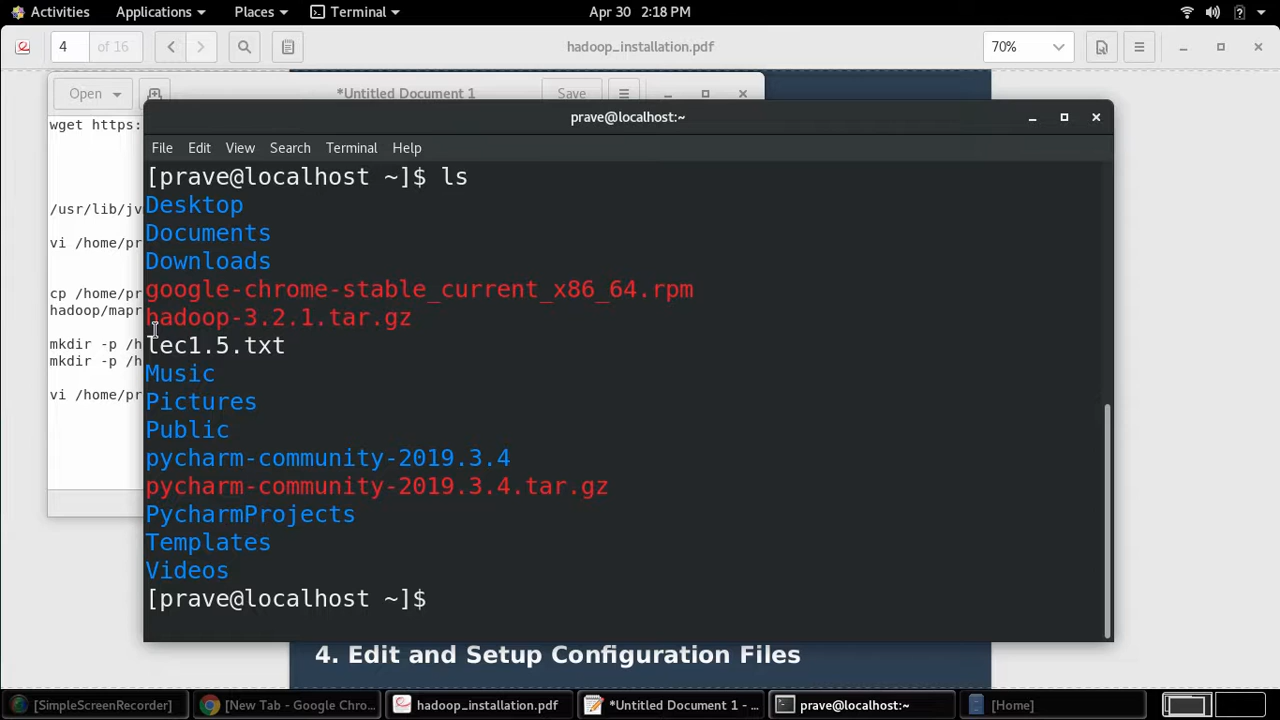 Activities Applications Places Terminal Apr 30 2:18 PM
4 of 16 hadoop_installation.pdf 70%
Open *Untitled Document 1 Save
wget https:
/usr/lib/jv
vi /home/pr
cp /home/pr
hadoop/mapr
mkdir -p /h
mkdir -p /h
vi /home/pr
prave@localhost:~
File Edit View Search Terminal Help
[prave@localhost ~]$ ls
Desktop
Documents
Downloads
google-chrome-stable_current_x86_64.rpm
hadoop-3.2.1.tar.gz
lec1.5.txt
Music
Pictures
Public
pycharm-community-2019.3.4
pycharm-community-2019.3.4.tar.gz
PycharmProjects
Templates
Videos
[prave@localhost ~]$
4. Edit and Setup Configuration Files
[SimpleScreenRecorder] [New Tab - Google Chro... hadoop_installation.pdf *Untitled Document 1 - ... prave@localhost:~ [Home]